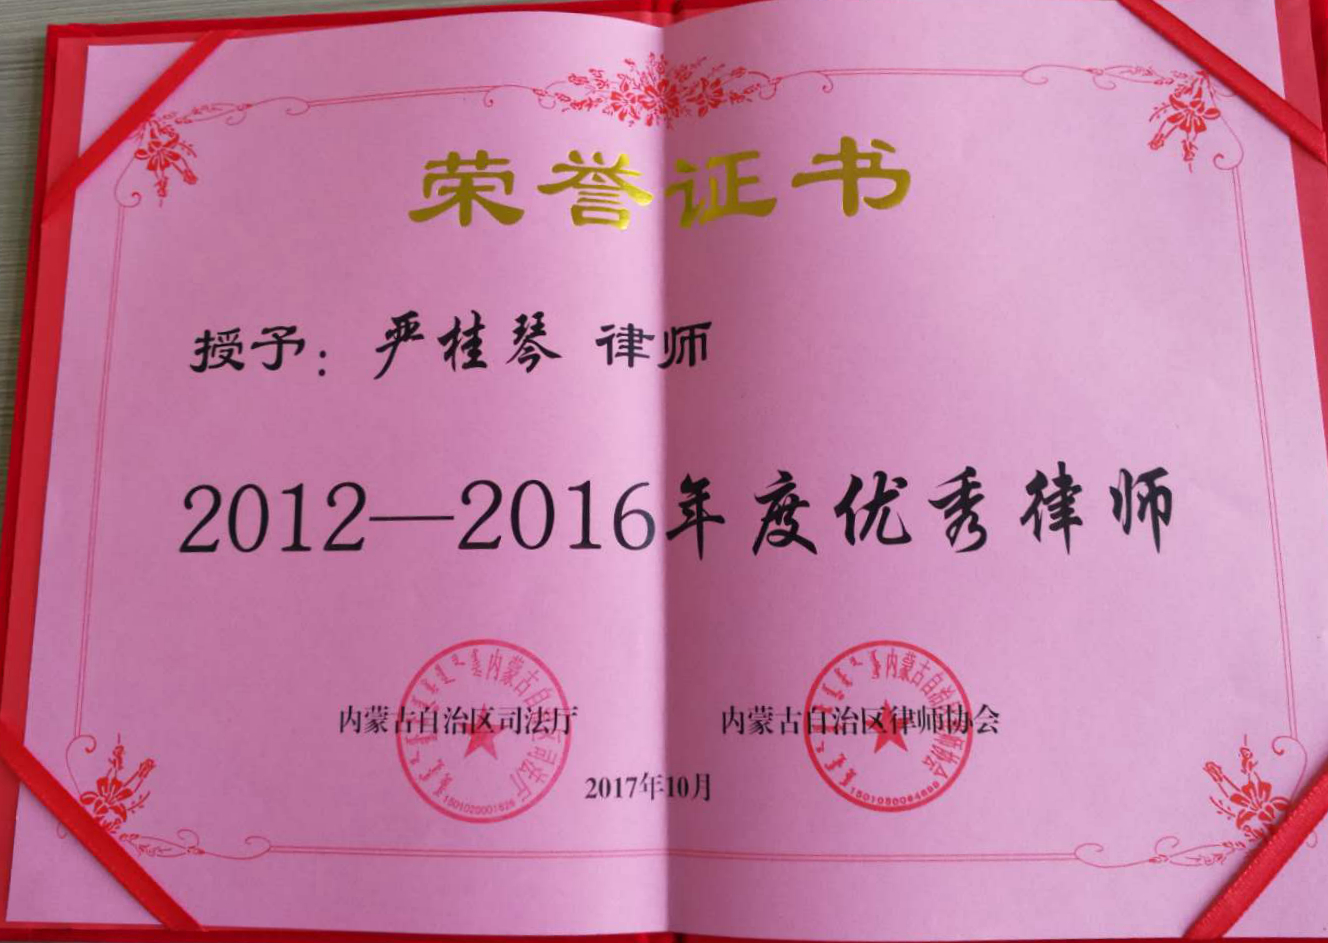 荣誉证书
授予：严桂琴 律师
2012—2016年度优秀律师
内蒙古自治区司法厅
内蒙古自治区律师协会
2017年10月